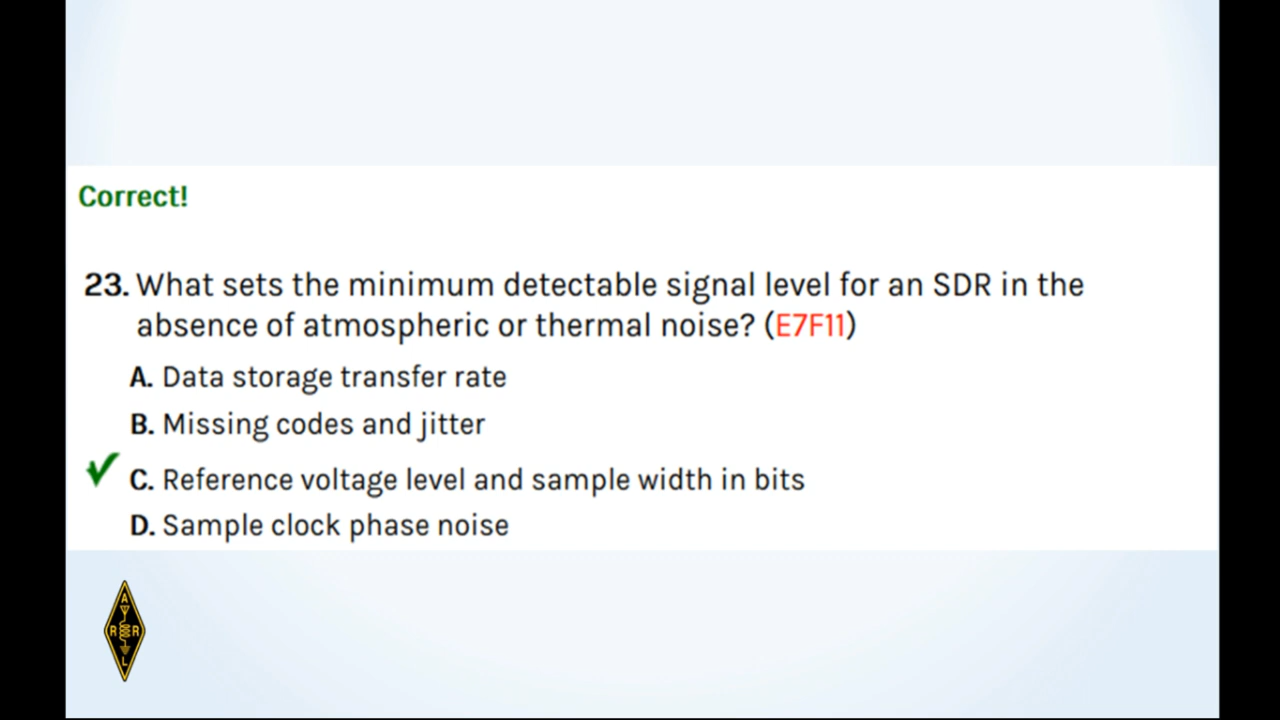 Correct!
23. What sets the minimum detectable signal level for an SDR in the
absence of atmospheric or thermal noise? (E7F11)
A. Data storage transfer rate
B. Missing codes and jitter
C. Reference voltage level and sample width in bits
D. Sample clock phase noise
A
R R
L